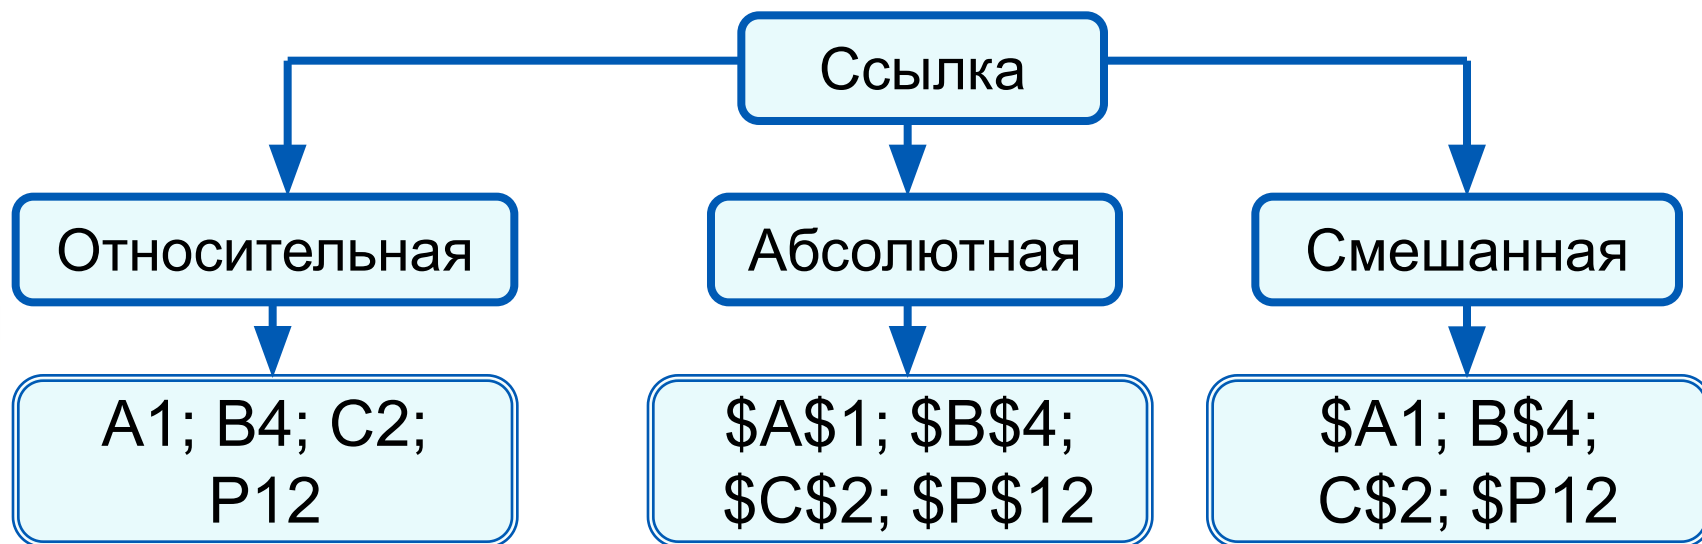 Ссылка
Относительная
Абсолютная
Смешанная
A1; B4; C2;
P12
$A$1; $B$4;
$C$2; $P$12
$A1; B$4;
C$2; $P12